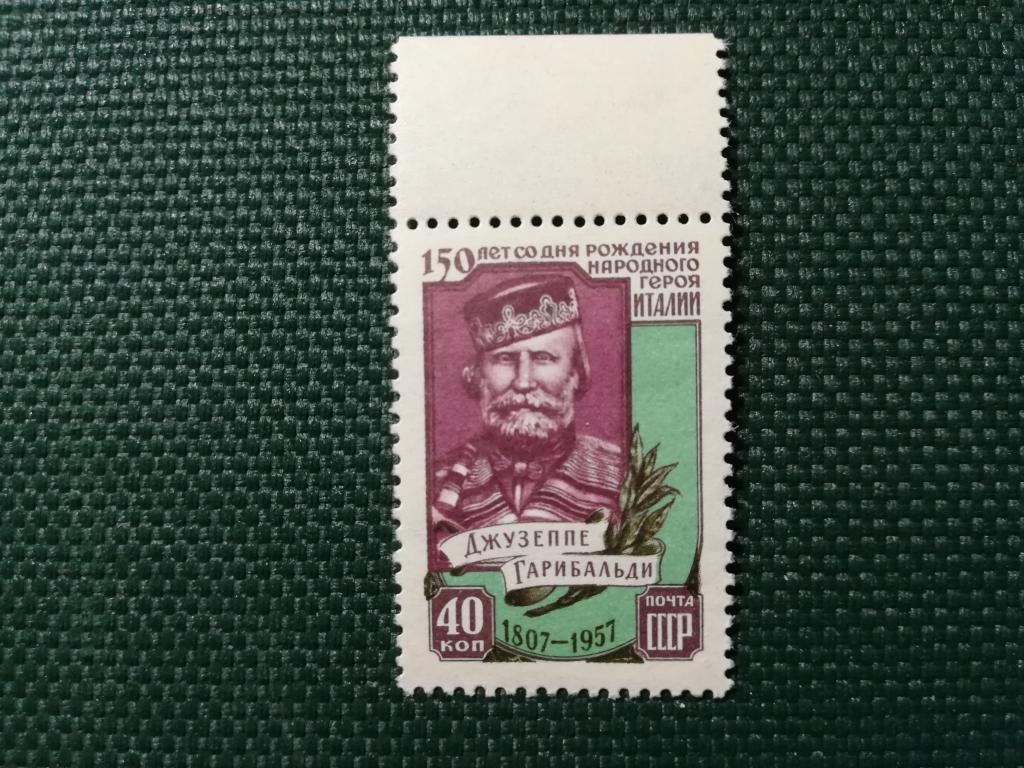 150 лет со дня рождения
народного
героя
Италии
Джузеппе
Гарибальди
40
коп
1807–1957
почта
СССР